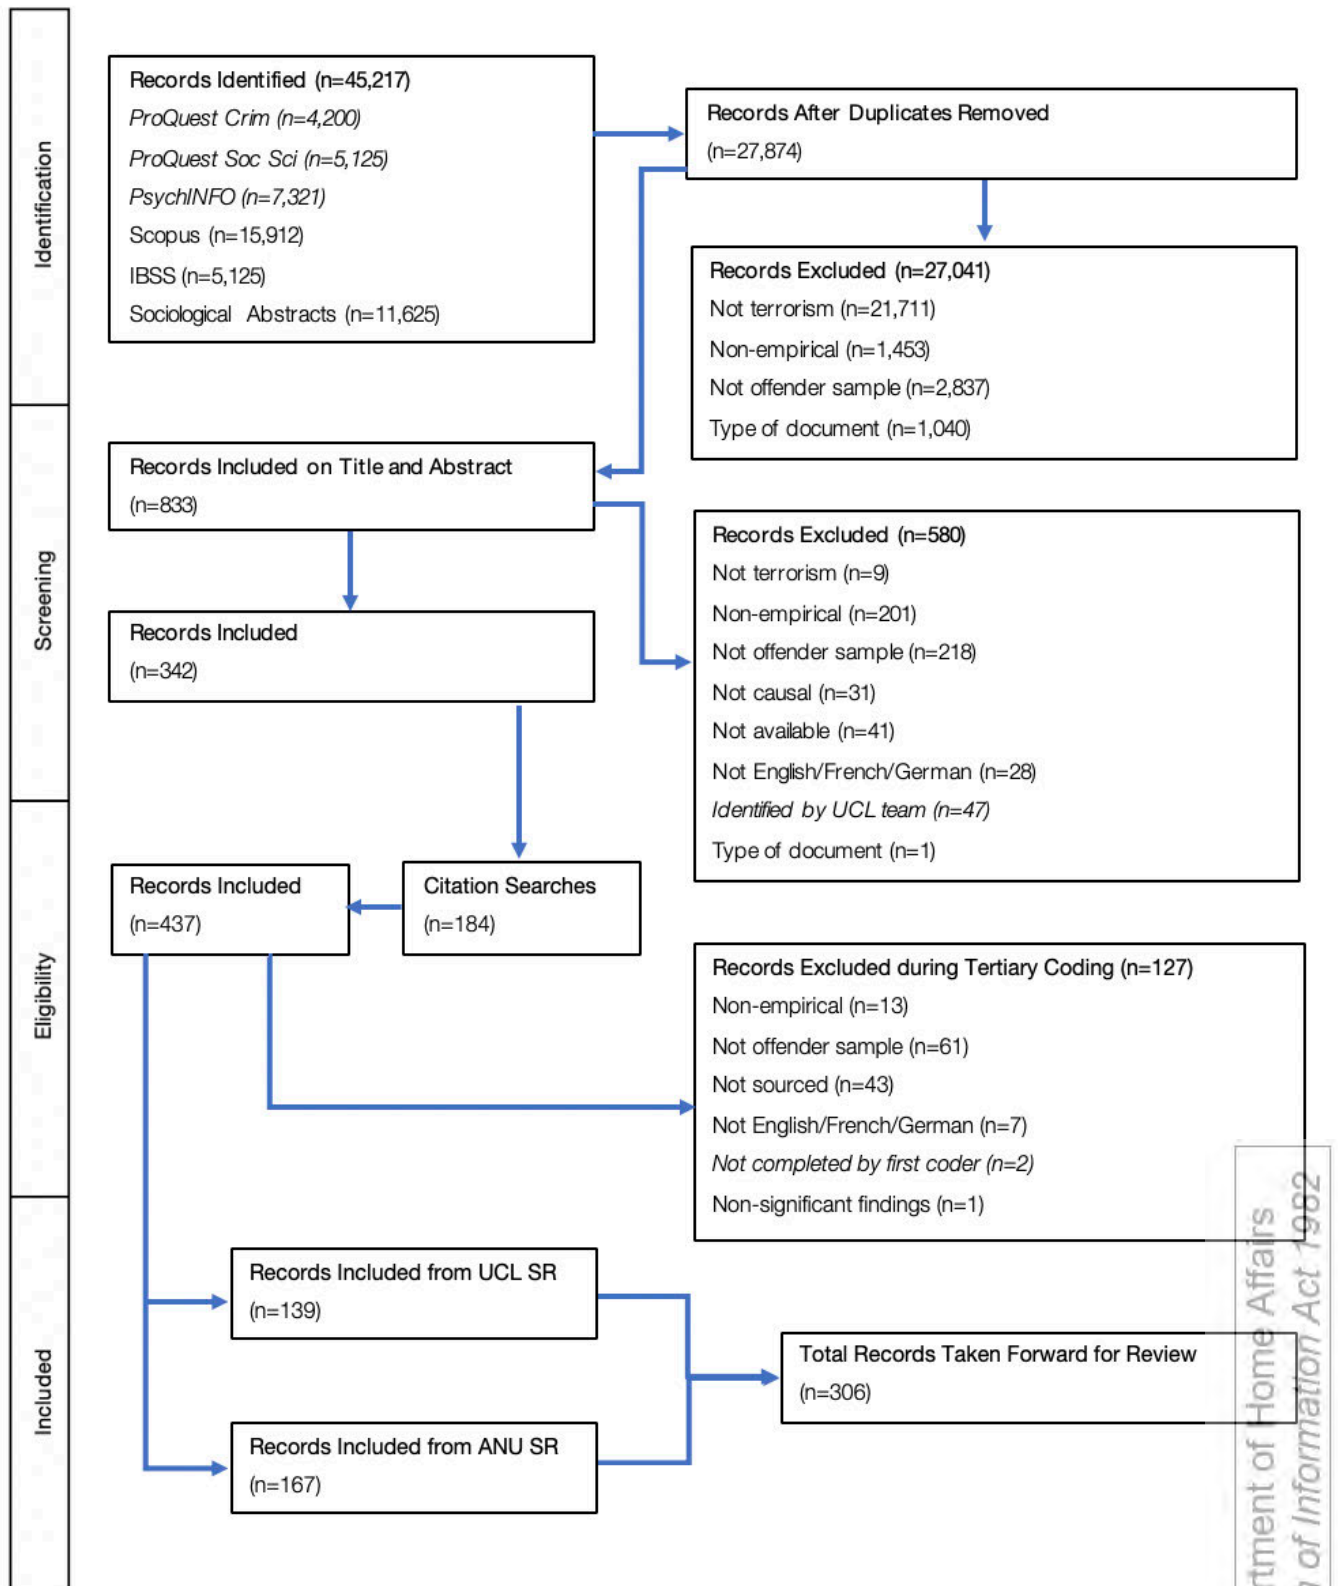 Identification
Records Identified (n=45,217)
ProQuest Crim (n=4,200)
ProQuest Soc Sci (n=5,125)
PsychINFO (n=7,321)
Scopus (n=15,912)
IBSS (n=5,125)
Sociological Abstracts (n=11,625)
Records After Duplicates Removed
(n=27,874)
Records Excluded (n=27,041)
Not terrorism (n=21,711)
Non-empirical (n=1,453)
Not offender sample (n=2,837)
Type of document (n=1,040)
Screening
Records Included on Title and Abstract
(n=833)
Records Included
(n=342)
Records Excluded (n=580)
Not terrorism (n=9)
Non-empirical (n=201)
Not offender sample (n=218)
Not causal (n=31)
Not available (n=41)
Not English/French/German (n=28)
Identified by UCL team (n=47)
Type of document (n=1)
Eligibility
Records Included
(n=437)
Citation Searches
(n=184)
Records Excluded during Tertiary Coding (n=127)
Non-empirical (n=13)
Not offender sample (n=61)
Not sourced (n=43)
Not English/French/German (n=7)
Not completed by first coder (n=2)
Non-significant findings (n=1)
Included
Records Included from UCL SR
(n=139)
Records Included from ANU SR
(n=167)
Total Records Taken Forward for Review
(n=306)
rtment of Home Affairs
of Information Act 1982